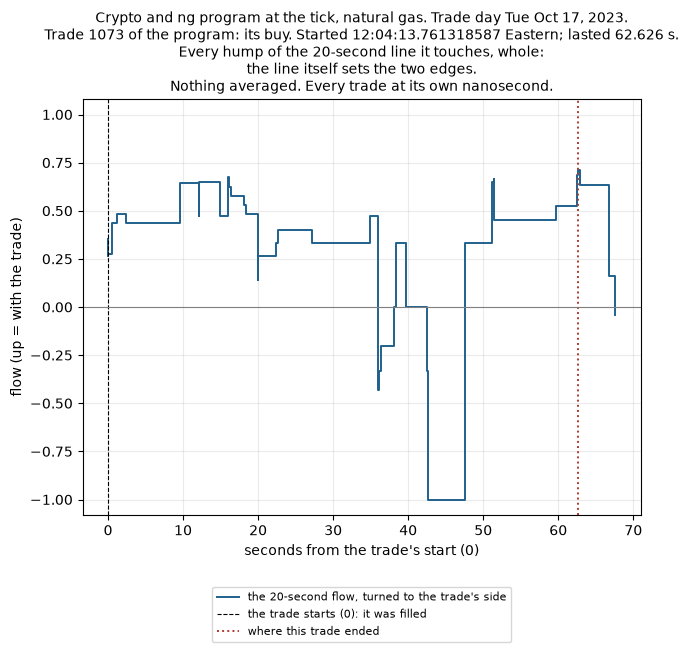 Crypto and ng program at the tick, natural gas. Trade day Tue Oct 17, 2023.
Trade 1073 of the program: its buy. Started 12:04:13.761318587 Eastern; lasted 62.626 s.
Every hump of the 20-second line it touches, whole:
the line itself sets the two edges.
Nothing averaged. Every trade at its own nanosecond.
1.00
0.75
0.50
0.25
0.00
−0.25
−0.50
−0.75
−1.00
flow (up = with the trade)
0 10 20 30 40 50 60 70
seconds from the trade's start (0)
the 20-second flow, turned to the trade's side
the trade starts (0): it was filled
where this trade ended